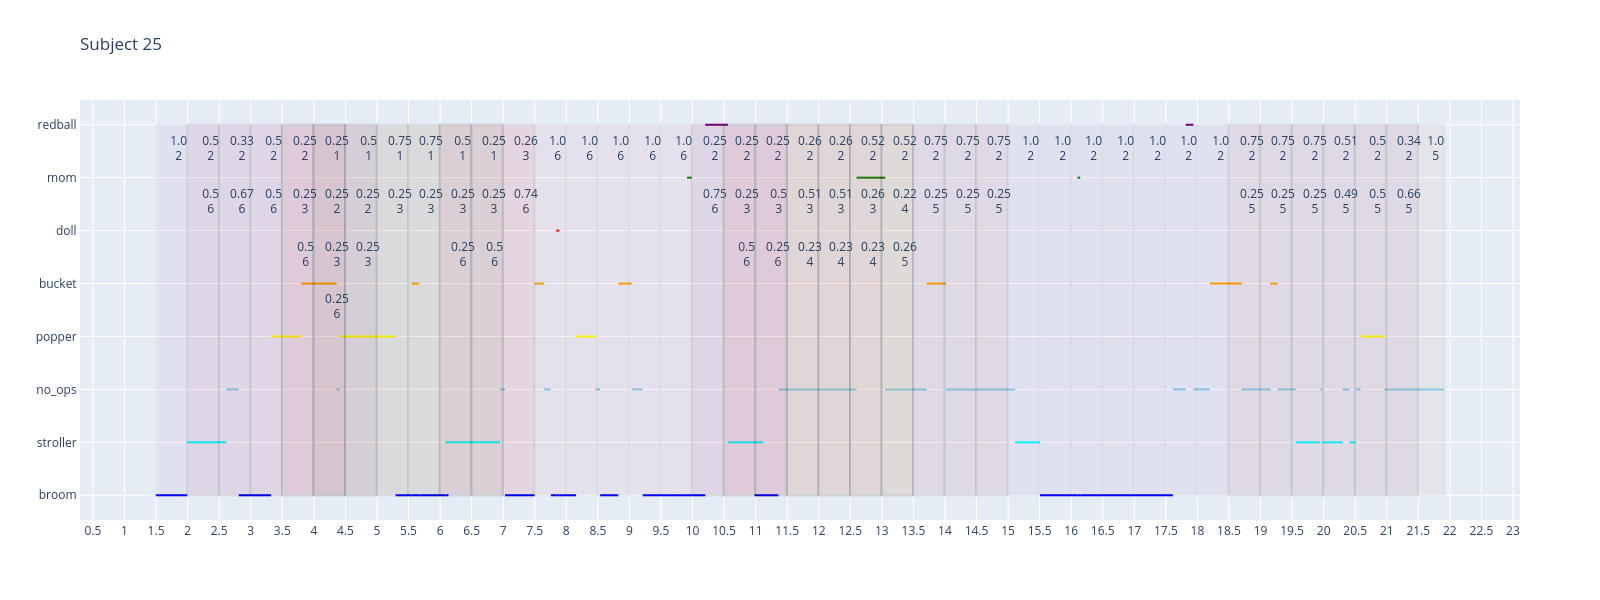 Subject 25
redball
1.0 0.5 0.33 0.5 0.25 0.25 0.5 0.75 0.75 0.5 0.25 0.26 1.0 1.0 1.0 1.0 1.0 0.25 0.25 0.25 0.26 0.26 0.52 0.52 0.75 0.75 0.75 1.0 1.0 1.0 1.0 1.0 1.0 1.0 0.75 0.75 0.75 0.51 0.5 0.34 1.0
2 2 2 2 2 1 1 1 1 1 1 3 6 6 6 6 6 2 2 2 2 2 2 2 2 2 2 2 2 2 2 2 2 2 2 2 2 2 2 2 5
mom
0.5 0.67 0.5 0.25 0.25 0.25 0.25 0.25 0.25 0.25 0.74 0.75 0.25 0.5 0.51 0.51 0.26 0.22 0.25 0.25 0.25 0.25 0.25 0.25 0.49 0.5 0.66
6 6 6 3 2 2 3 3 3 3 6 6 3 3 3 3 3 4 5 5 5 5 5 5 5 5 5
doll
0.5 0.25 0.25 0.25 0.5 0.5 0.25 0.23 0.23 0.23 0.26
6 3 3 6 6 6 6 4 4 4 5
bucket
0.25
6
popper
no_ops
stroller
broom
0.5 1 1.5 2 2.5 3 3.5 4 4.5 5 5.5 6 6.5 7 7.5 8 8.5 9 9.5 10 10.5 11 11.5 12 12.5 13 13.5 14 14.5 15 15.5 16 16.5 17 17.5 18 18.5 19 19.5 20 20.5 21 21.5 22 22.5 23